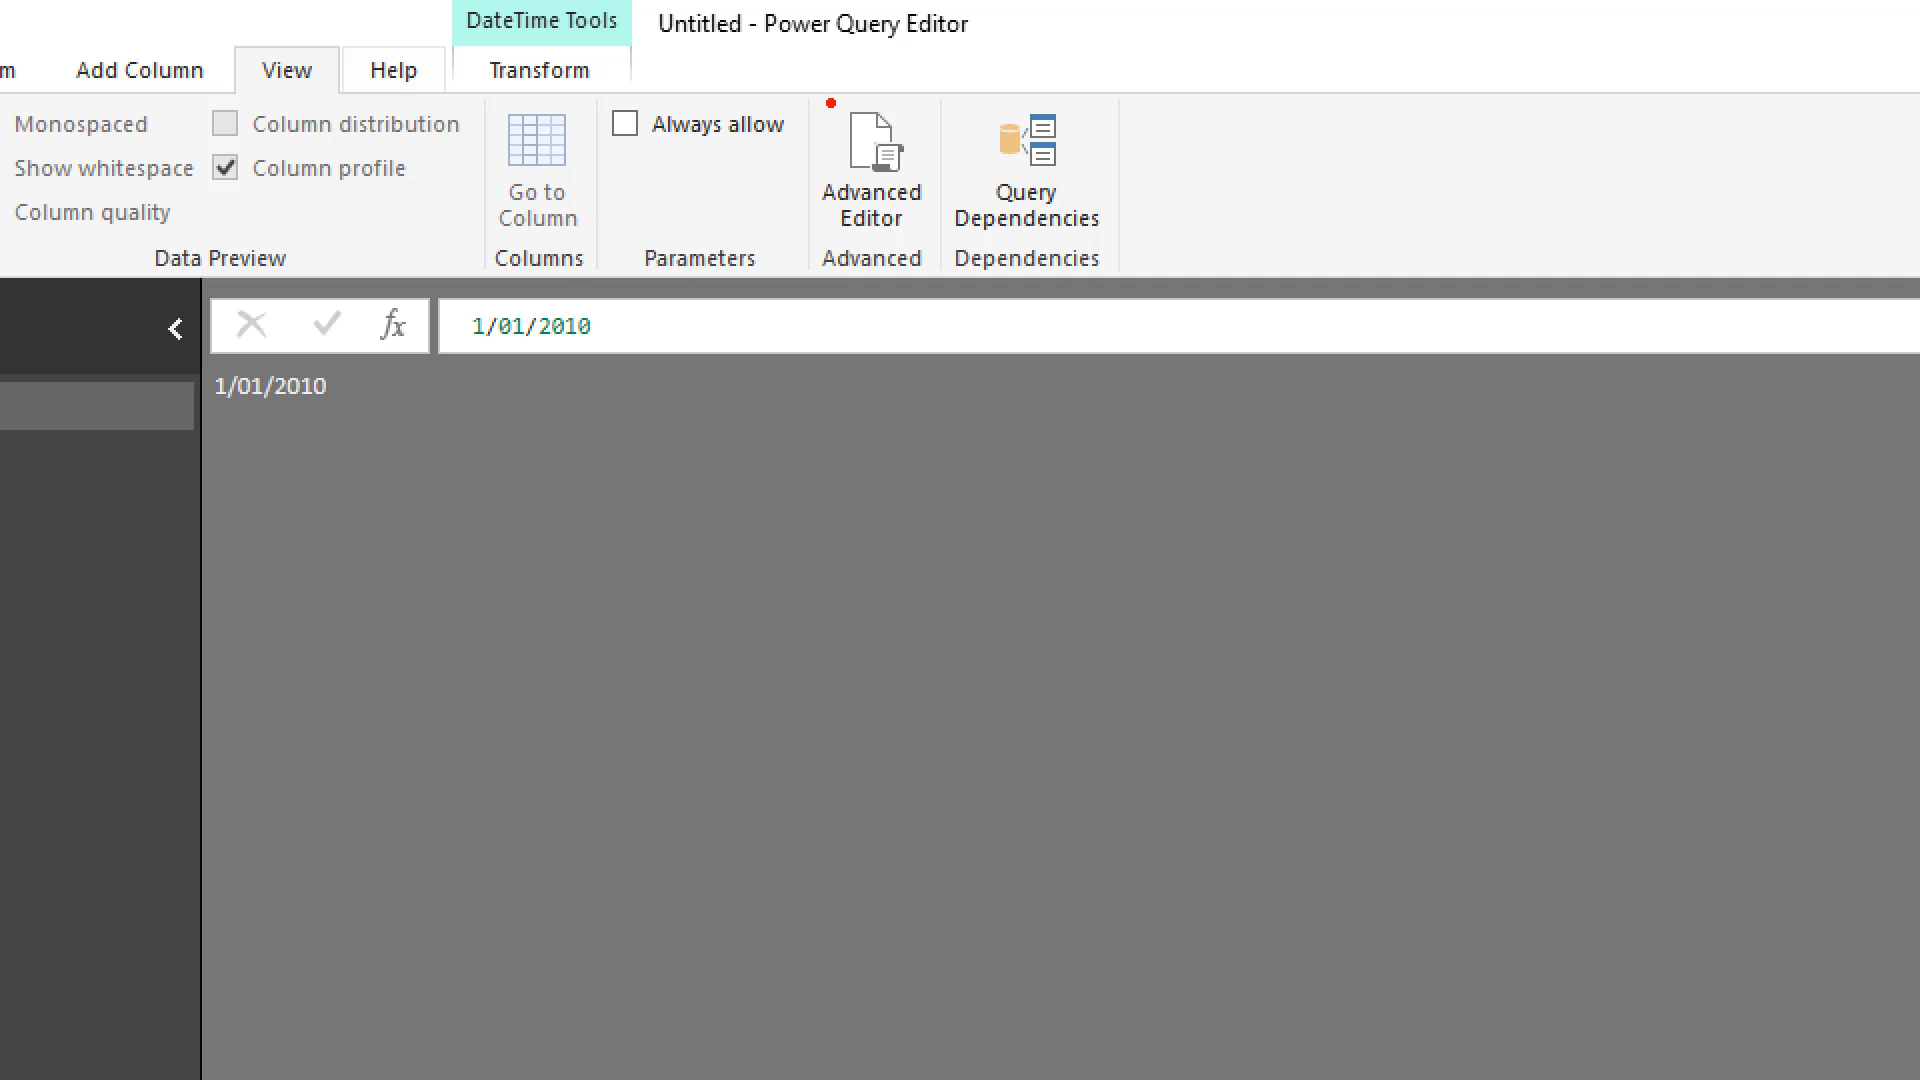 DateTime Tools
Untitled - Power Query Editor
m
Add Column
View
Help
Transform
Monospaced
Column distribution
Always allow
Show whitespace
Column profile
Column quality
Go to
Column
Advanced
Editor
Query
Dependencies
Data Preview
Columns
Parameters
Advanced
Dependencies
fx
1/01/2010
1/01/2010